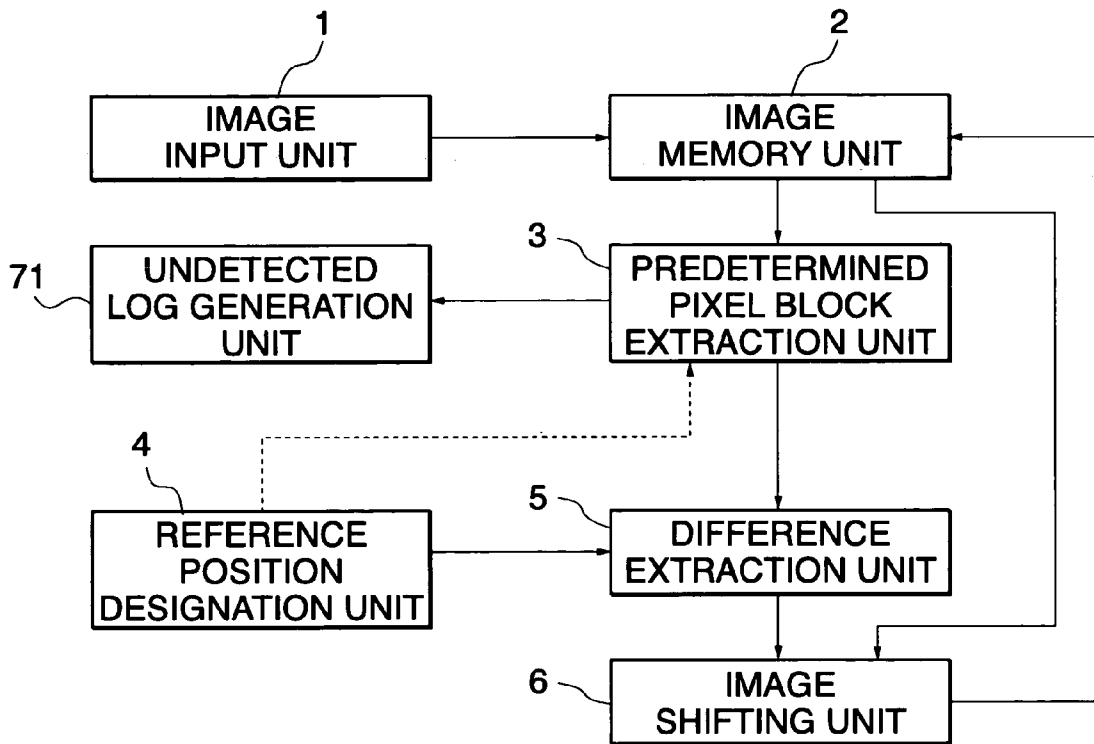 1
IMAGE
INPUT UNIT
2
IMAGE
MEMORY UNIT
71
UNDETECTED
LOG GENERATION
UNIT
3
PREDETERMINED
PIXEL BLOCK
EXTRACTION UNIT
4
REFERENCE
POSITION
DESIGNATION UNIT
5
DIFFERENCE
EXTRACTION UNIT
6
IMAGE
SHIFTING UNIT